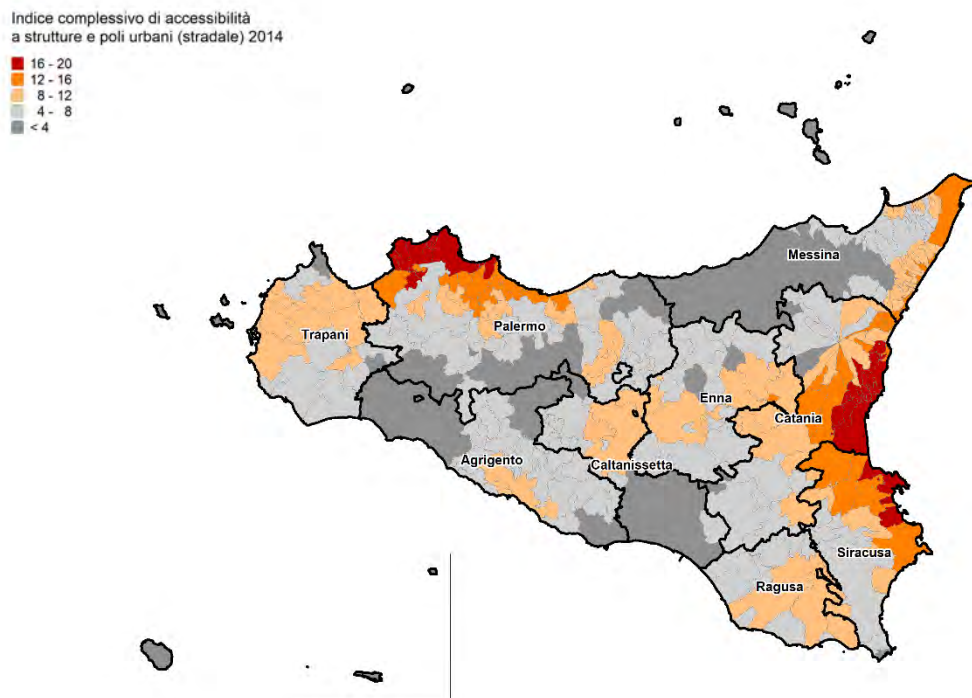 Indice complessivo di accessibilità
a strutture e poli urbani (stradale) 2014
16 - 20
12 - 16
8 - 12
4 - 8
< 4
Messina
Trapani
Palermo
Enna
Catania
Agrigento
Caltanissetta
Siracusa
Ragusa